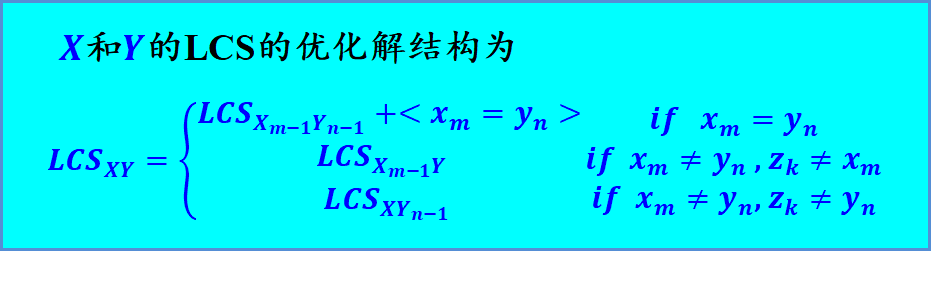 X和Y的LCS的优化解结构为
LCS_{XY} = { LCS_{X_{m-1}Y_{n-1}} +< x_m = y_n > if x_m = y_n
LCS_{X_{m-1}Y} if x_m ≠ y_n , z_k ≠ x_m
LCS_{XY_{n-1}} if x_m ≠ y_n, z_k ≠ y_n